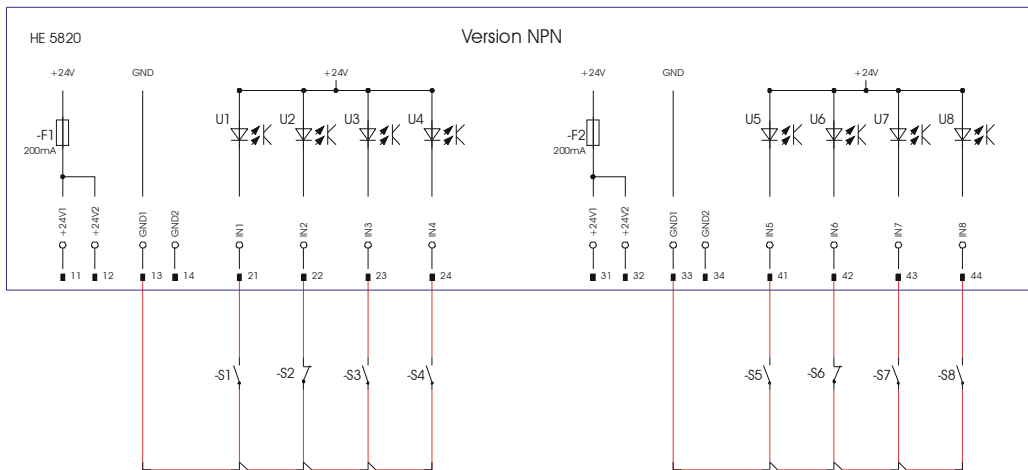 HE 5820
Version NPN
+24V GND +24V +24V GND +24V
U1 U2 U3 U4 U5 U6 U7 U8
-F1 -F2
200mA 200mA
+24V1 +24V2 GND1 GND2 IN1 IN2 IN3 IN4 +24V1 +24V2 GND1 GND2 IN5 IN6 IN7 IN8
11 12 13 14 21 22 23 24 31 32 33 34 41 42 43 44
-S1 -S2 -S3 -S4 -S5 -S6 -S7 -S8